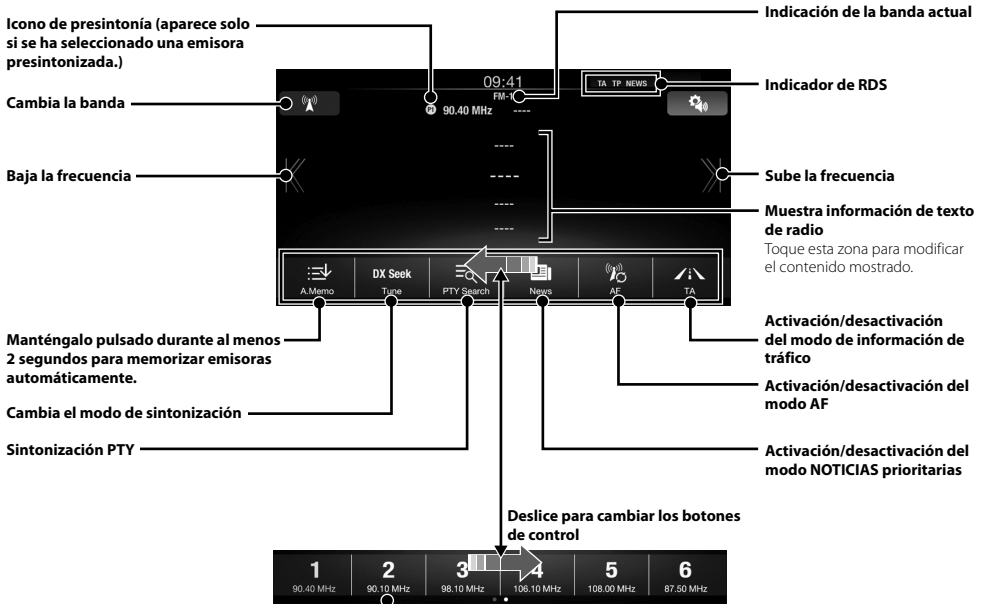 Icono de presintonía (aparece solo
si se ha seleccionado una emisora
presintonizada.)
Cambia la banda
Baja la frecuencia
Indicación de la banda actual
Indicador de RDS
Sube la frecuencia
Muestra información de texto
de radio
Toque esta zona para modificar
el contenido mostrado.
09:41
TA TP NEWS
FM-1
PI 90.40 MHz ----
----
----
----
----
A.Memo
DX Seek
Tune
PTY Search
News
AF
TA
Manténgalo pulsado durante al menos
2 segundos para memorizar emisoras
automáticamente.
Cambia el modo de sintonización
Sintonización PTY
Activación/desactivación
del modo de información de
tráfico
Activación/desactivación del
modo AF
Activación/desactivación del
modo NOTICIAS prioritarias
Deslice para cambiar los botones
de control
1 2 3 4 5 6
90.40 MHz 90.10 MHz 98.10 MHz 106.10 MHz 108.00 MHz 87.50 MHz